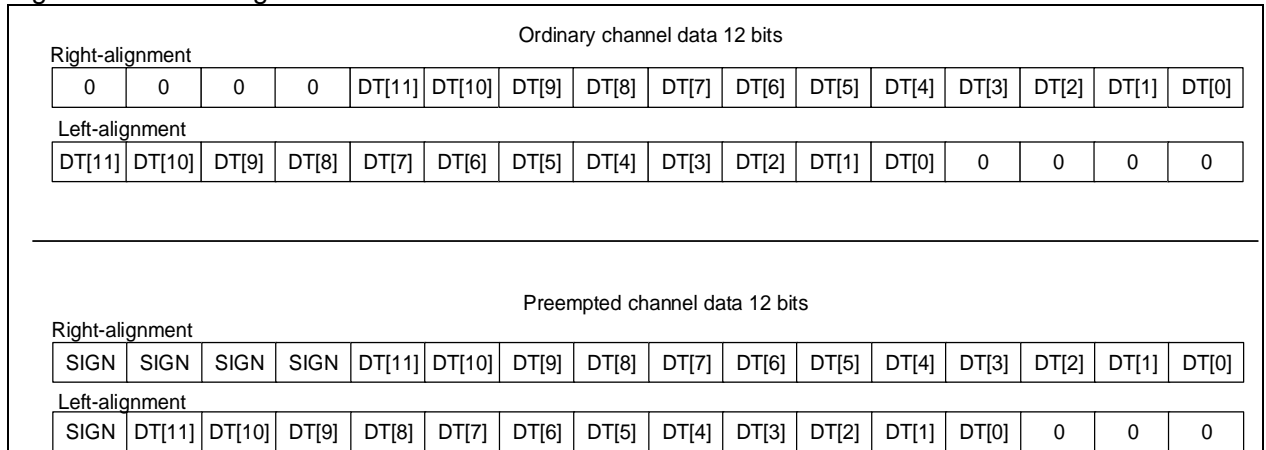 Ordinary channel data 12 bits
Right-alignment
0 0 0 0 DT[11] DT[10] DT[9] DT[8] DT[7] DT[6] DT[5] DT[4] DT[3] DT[2] DT[1] DT[0]
Left-alignment
DT[11] DT[10] DT[9] DT[8] DT[7] DT[6] DT[5] DT[4] DT[3] DT[2] DT[1] DT[0] 0 0 0 0
Preempted channel data 12 bits
Right-alignment
SIGN SIGN SIGN SIGN DT[11] DT[10] DT[9] DT[8] DT[7] DT[6] DT[5] DT[4] DT[3] DT[2] DT[1] DT[0]
Left-alignment
SIGN DT[11] DT[10] DT[9] DT[8] DT[7] DT[6] DT[5] DT[4] DT[3] DT[2] DT[1] DT[0] 0 0 0